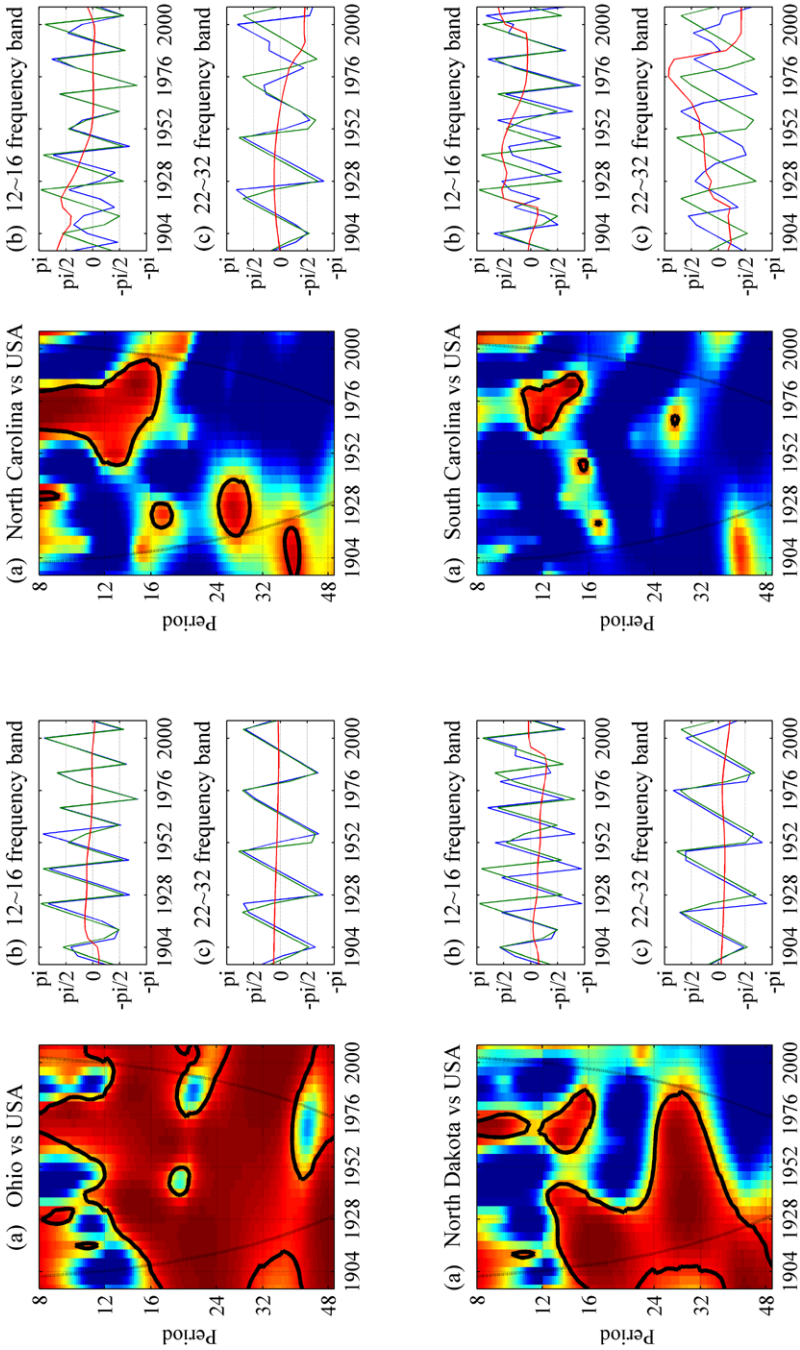 (a) Ohio vs USA
Period
8
12
16
24
32
48
1904 1928 1952 1976 2000
(b) 12~16 frequency band
pi
pi/2
0
-pi/2
-pi
1904 1928 1952 1976 2000
(c) 22~32 frequency band
pi
pi/2
0
-pi/2
-pi
1904 1928 1952 1976 2000
(a) North Carolina vs USA
Period
8
12
16
24
32
48
1904 1928 1952 1976 2000
(b) 12~16 frequency band
pi
pi/2
0
-pi/2
-pi
1904 1928 1952 1976 2000
(c) 22~32 frequency band
pi
pi/2
0
-pi/2
-pi
1904 1928 1952 1976 2000
(a) North Dakota vs USA
Period
8
12
16
24
32
48
1904 1928 1952 1976 2000
(b) 12~16 frequency band
pi
pi/2
0
-pi/2
-pi
1904 1928 1952 1976 2000
(c) 22~32 frequency band
pi
pi/2
0
-pi/2
-pi
1904 1928 1952 1976 2000
(a) South Carolina vs USA
Period
8
12
16
24
32
48
1904 1928 1952 1976 2000
(b) 12~16 frequency band
pi
pi/2
0
-pi/2
-pi
1904 1928 1952 1976 2000
(c) 22~32 frequency band
pi
pi/2
0
-pi/2
-pi
1904 1928 1952 1976 2000